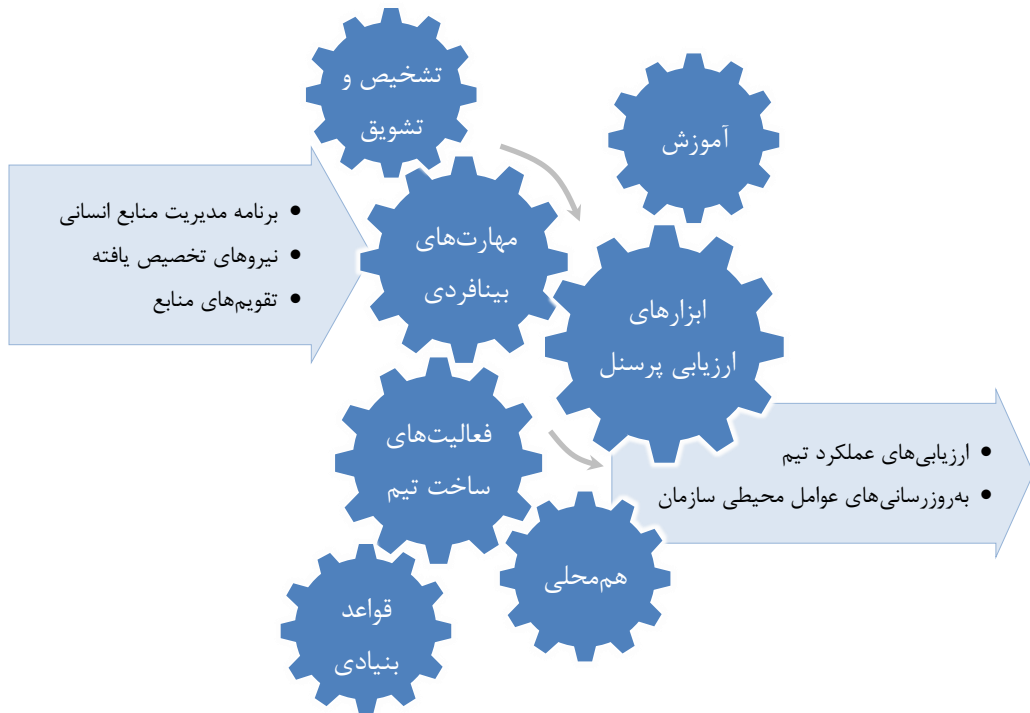 تشخیص و
تشویق
آموزش
• برنامه مدیریت منابع انسانی
• نیروهای تخصیص یافته
• تقویم‌های منابع
مهارت‌های
بینافردی
ابزارهای
ارزیابی پرسنل
فعالیت‌های
ساخت تیم
• ارزیابی‌های عملکرد تیم
• به‌روزرسانی‌های عوامل محیطی سازمان
هم‌محلی
قواعد
بنیادی